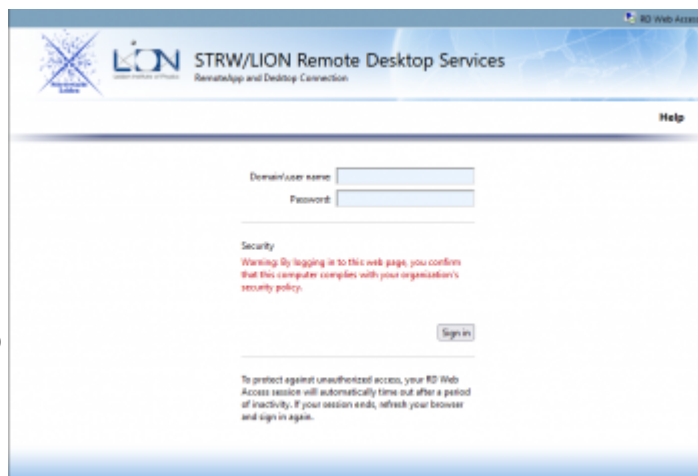 RD Web Access
LION
STRW/LION Remote Desktop Services
RemoteApp and Desktop Connection
Help
Domain\user name:
Password:
Security
Warning: By logging in to this web page, you confirm
that this computer complies with your organization's
security policy.
Sign in
To protect against unauthorized access, your RD Web
Access session will automatically time out after a period
of inactivity. If your session ends, refresh your browser
and sign in again.